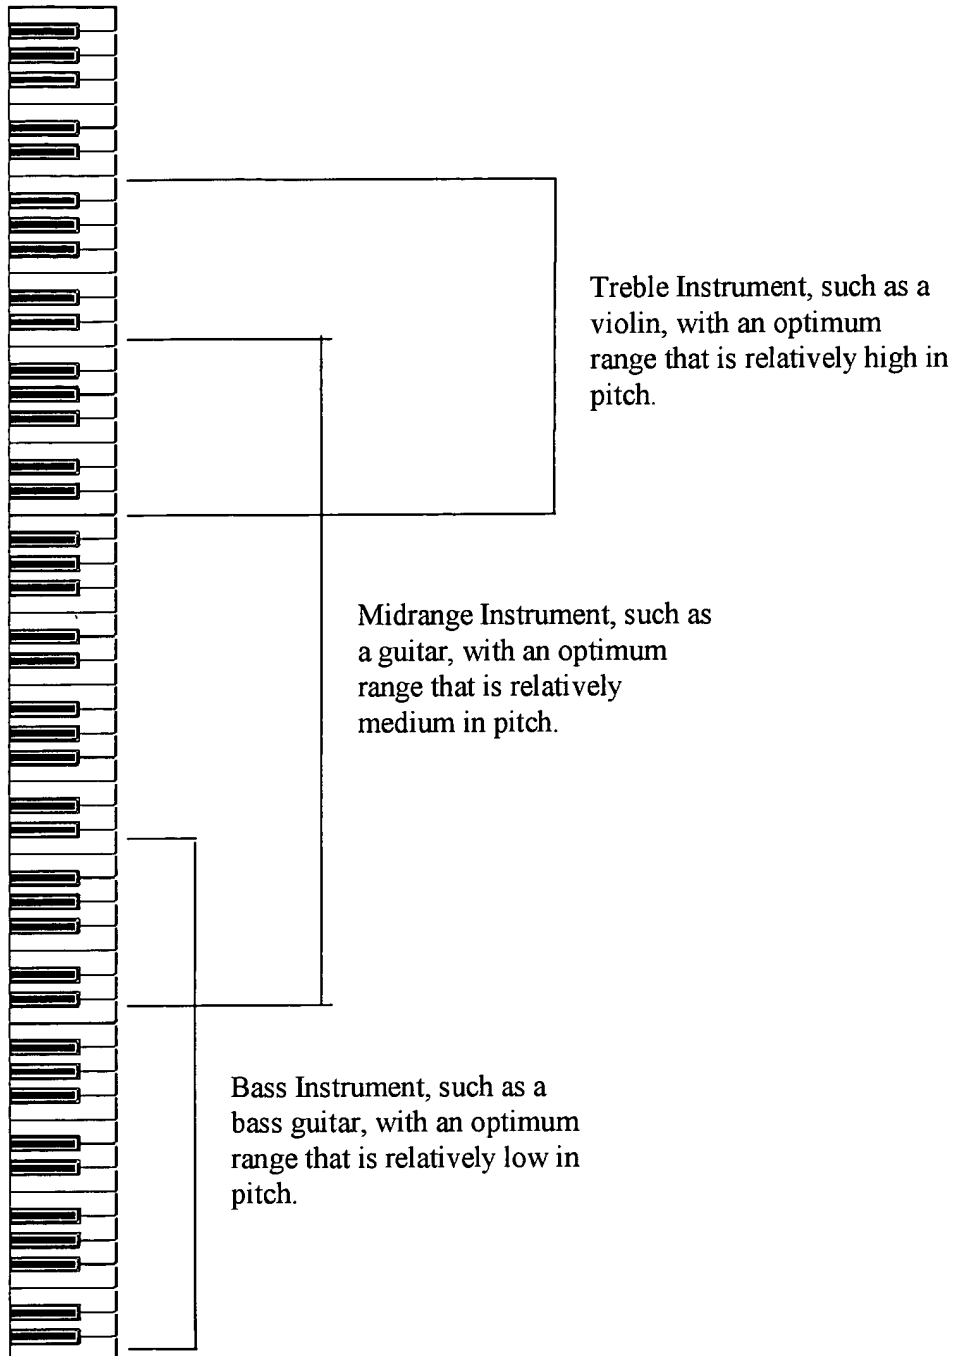 Treble Instrument, such as a
violin, with an optimum
range that is relatively high in
pitch.
Midrange Instrument, such as
a guitar, with an optimum
range that is relatively
medium in pitch.
Bass Instrument, such as a
bass guitar, with an optimum
range that is relatively low in
pitch.